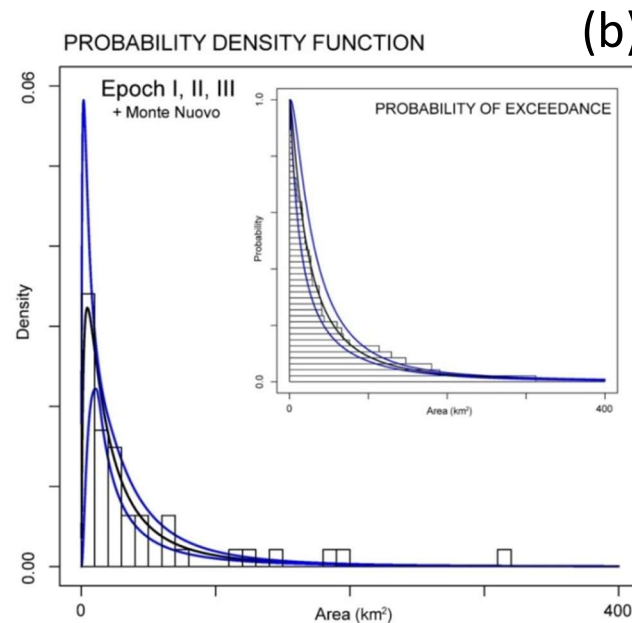 (b)
PROBABILITY DENSITY FUNCTION
Epoch I, II, III
+ Monte Nuovo
0.06
Density
0.00
0
400
Area (km²)
PROBABILITY OF EXCEEDANCE
1.0
Probability
0.0
0
400
Area (km²)